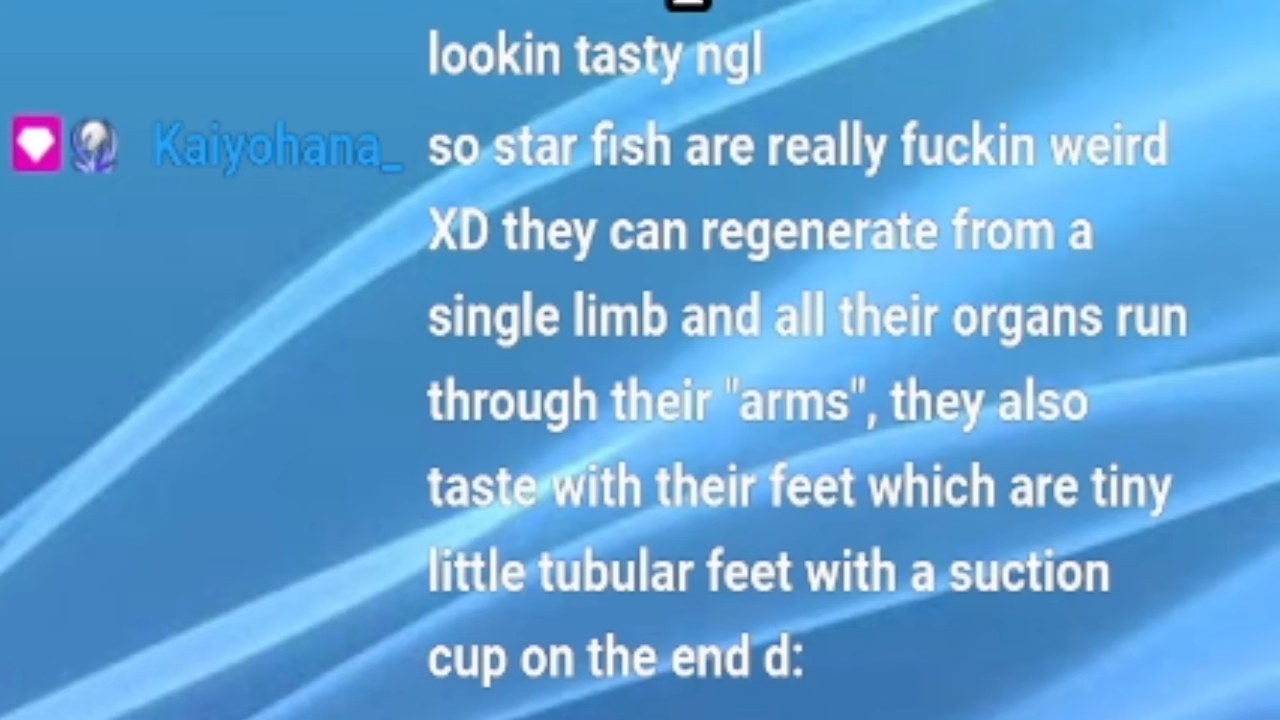 lookin tasty ngl
Kaiyohana_ so star fish are really fuckin weird
XD they can regenerate from a
single limb and all their organs run
through their "arms", they also
taste with their feet which are tiny
little tubular feet with a suction
cup on the end d: